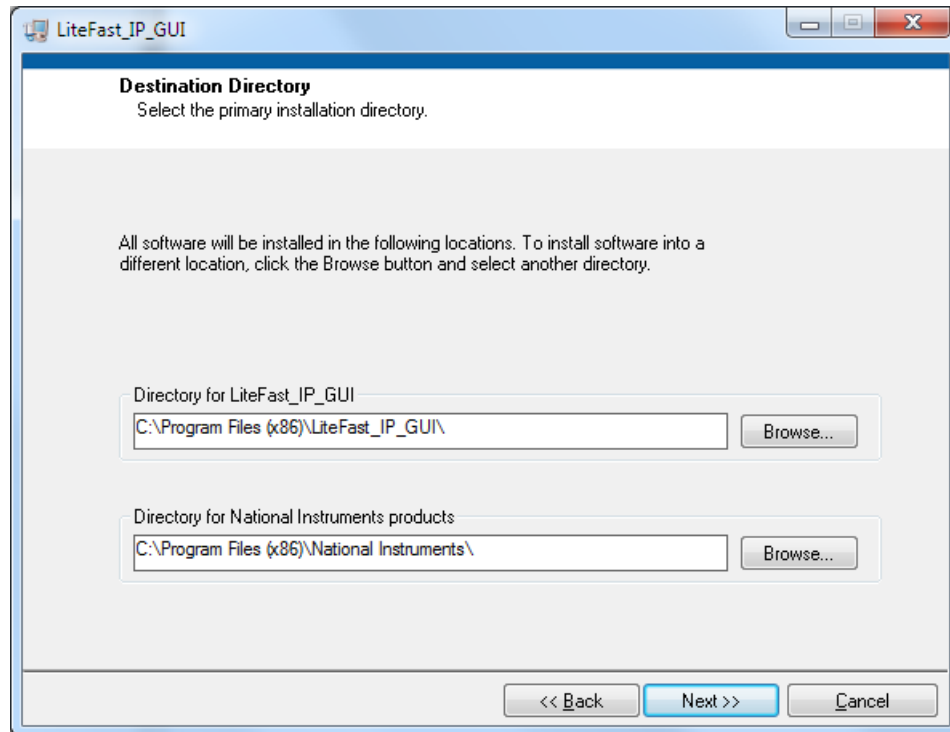 LiteFast_IP_GUI
Destination Directory
Select the primary installation directory.
All software will be installed in the following locations. To install software into a
different location, click the Browse button and select another directory.
Directory for LiteFast_IP_GUI
C:\Program Files (x86)\LiteFast_IP_GUI\
Browse...
Directory for National Instruments products
C:\Program Files (x86)\National Instruments\
Browse...
<< Back
Next >>
Cancel